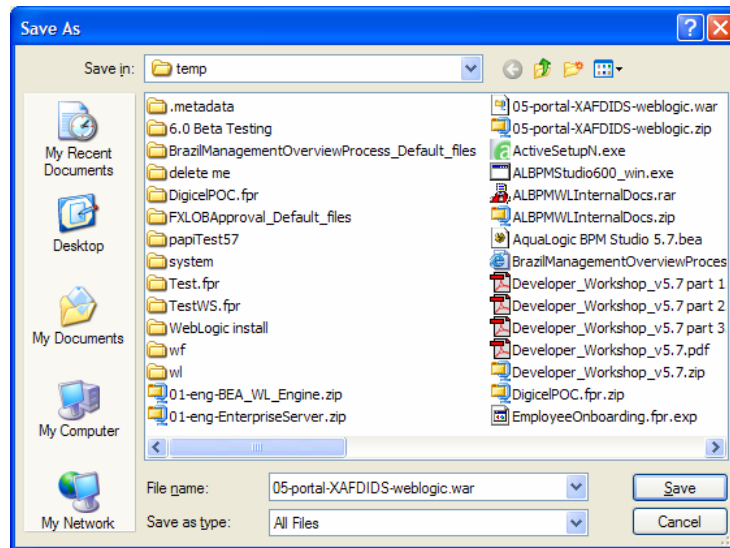 Save As
Save in:
temp
My Recent
Documents
Desktop
My Documents
My Computer
My Network
.metadata
6.0 Beta Testing
BrazilManagementOverviewProcess_Default_files
delete me
DigicelPOC.fpr
FXLOBApproval_Default_files
papiTest57
system
Test.fpr
TestWS.fpr
WebLogic install
wf
wl
01-eng-BEA_WL_Engine.zip
01-eng-EnterpriseServer.zip
05-portal-XAFDIDS-weblogic.war
05-portal-XAFDIDS-weblogic.zip
ActiveSetupN.exe
ALBPMStudio600_win.exe
ALBPMWLInternalDocs.rar
ALBPMWLInternalDocs.zip
AquaLogic BPM Studio 5.7.bea
BrazilManagementOverviewProces
Developer_Workshop_v5.7 part 1
Developer_Workshop_v5.7 part 2
Developer_Workshop_v5.7 part 3
Developer_Workshop_v5.7.pdf
Developer_Workshop_v5.7.zip
DigicelPOC.fpr.zip
EmployeeOnboarding.fpr.exp
File name:
05-portal-XAFDIDS-weblogic.war
Save
Save as type:
All Files
Cancel